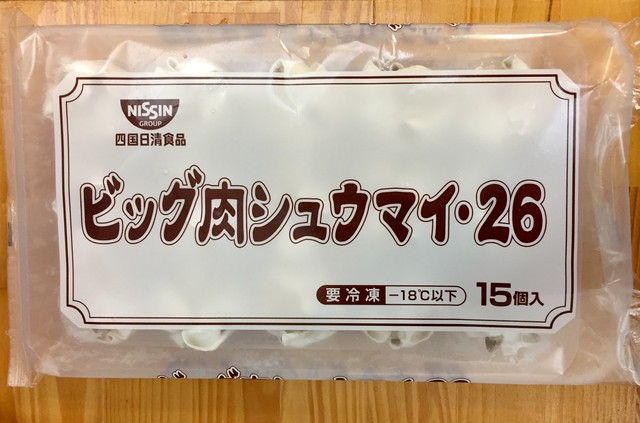 NISSIN
GROUP
四国日清食品
ビッグ肉シュウマイ・26
要冷凍 −18℃以下 15個入